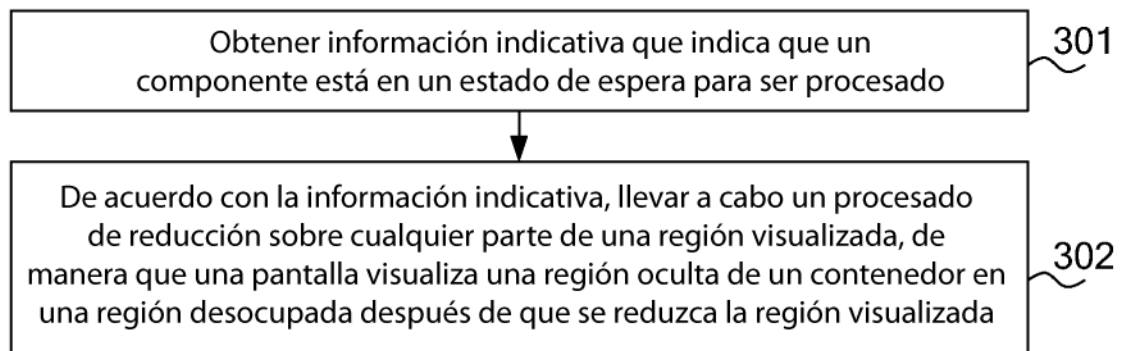 Obtener información indicativa que indica que un
componente está en un estado de espera para ser procesado
301
De acuerdo con la información indicativa, llevar a cabo un procesado
de reducción sobre cualquier parte de una región visualizada, de
manera que una pantalla visualiza una región oculta de un contenedor en
una región desocupada después de que se reduzca la región visualizada
302